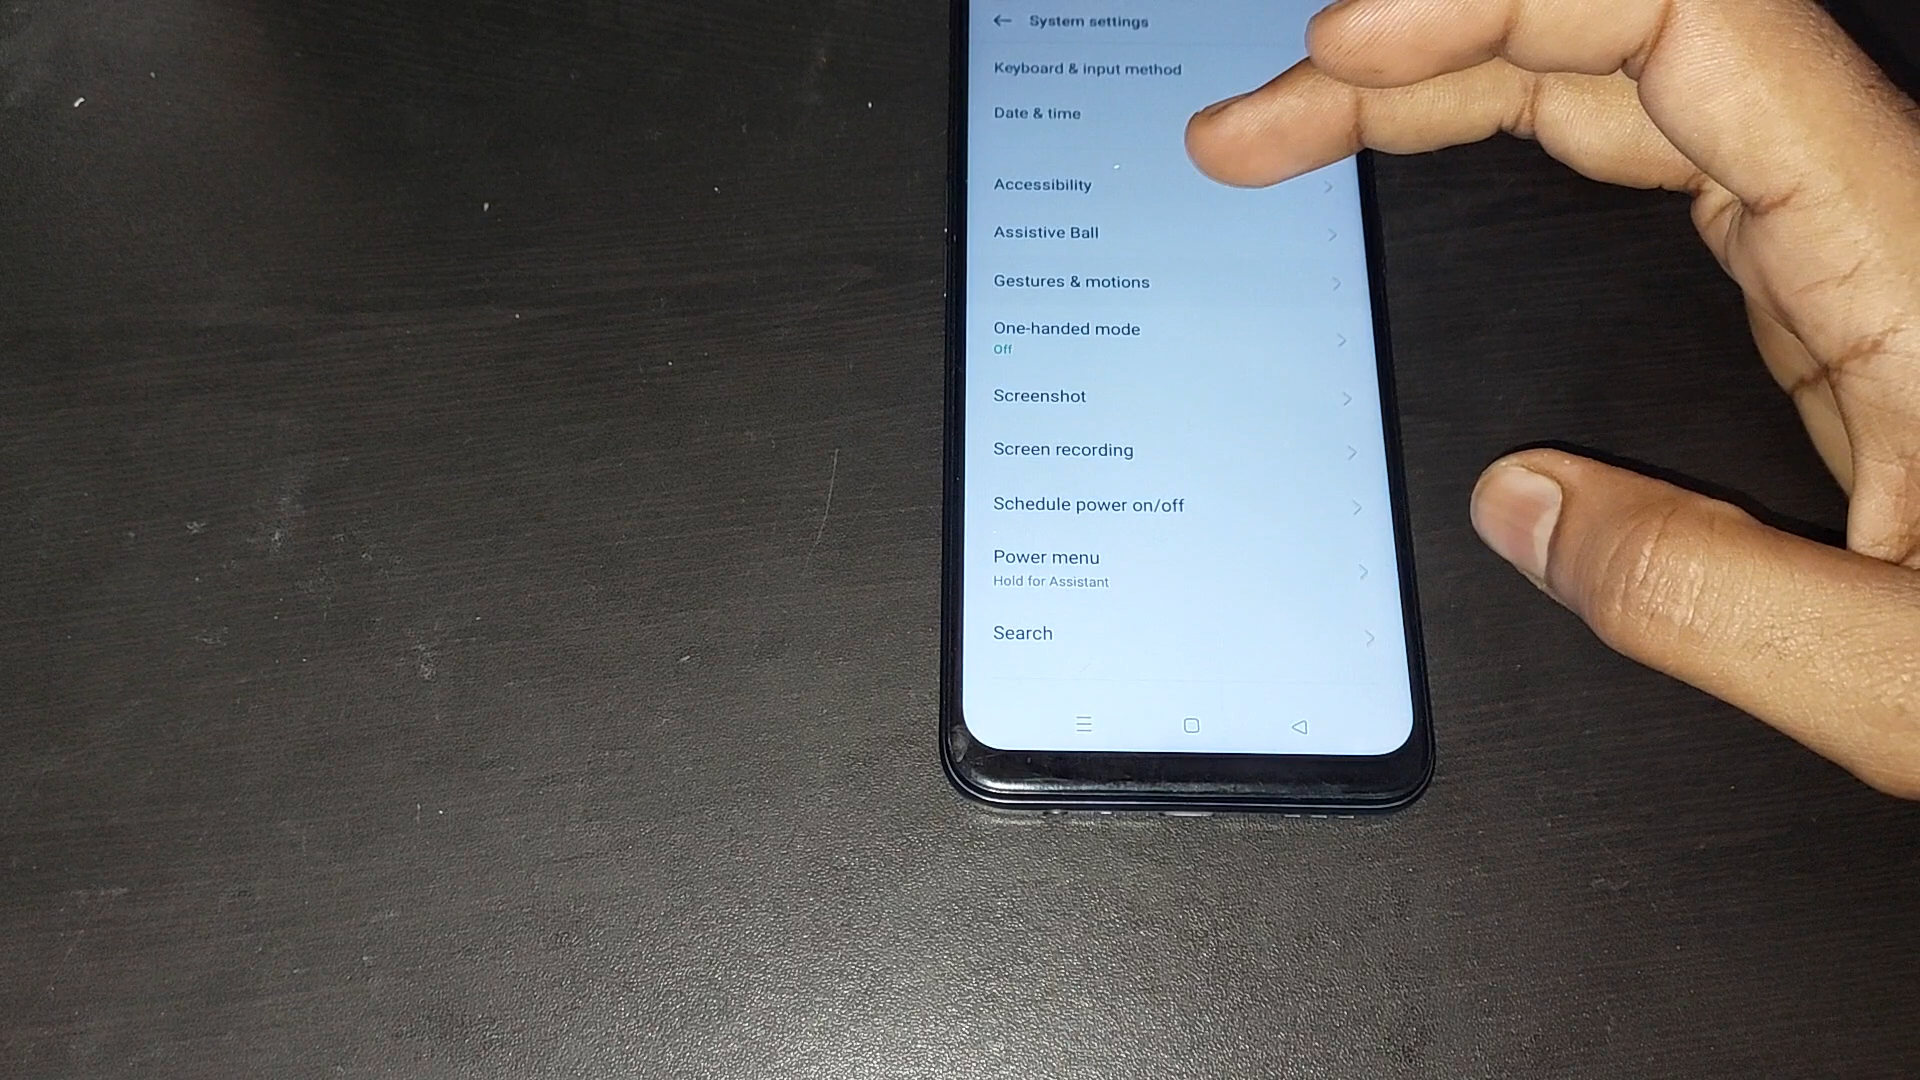 System settings
Keyboard & input method
Date & time
Accessibility
Assistive Ball
Gestures & motions
One-handed mode
Off
Screenshot
Screen recording
Schedule power on/off
Power menu
Hold for Assistant
Search